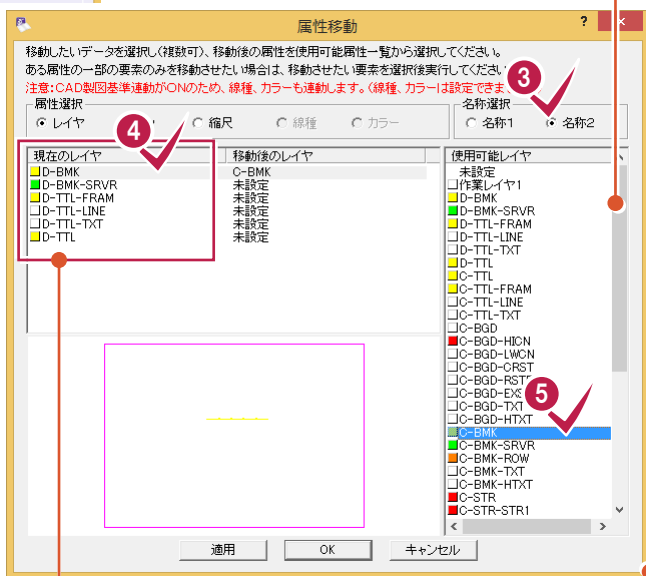 属性移動
? ×
移動したいデータを選択し(複数可)、移動後の属性を使用可能属性一覧から選択してください。
ある属性の一部の要素のみを移動させたい場合は、移動させたい要素を選択後実行してくださ
注意:CAD製図基準連動がONのため、線種、カラーも連動します。(線種、カラーは設定できま
3
属性選択
レイヤ 縮尺 線種 カラー
名称選択
名称1 名称2
4
現在のレイヤ 移動後のレイヤ
D-BMK C-BMK
D-BMK-SRVR 未設定
D-TTL-FRAM 未設定
D-TTL-LINE 未設定
D-TTL-TXT 未設定
D-TTL 未設定
使用可能レイヤ
未設定
作業レイヤ1
D-BMK
D-BMK-SRVR
D-TTL-FRAM
D-TTL-LINE
D-TTL-TXT
D-TTL
C-TTL
C-TTL-FRAM
C-TTL-LINE
C-TTL-TXT
C-BGD
C-BGD-HICN
C-BGD-LWCN
C-BGD-CRST
C-BGD-RST
C-BGD-EXS
5
C-BGD-TXT
C-BGD-HTXT
C-BMK
C-BMK-SRVR
C-BMK-ROW
C-BMK-TXT
C-BMK-HTXT
C-STR
C-STR-STR1
適用 OK キャンセル